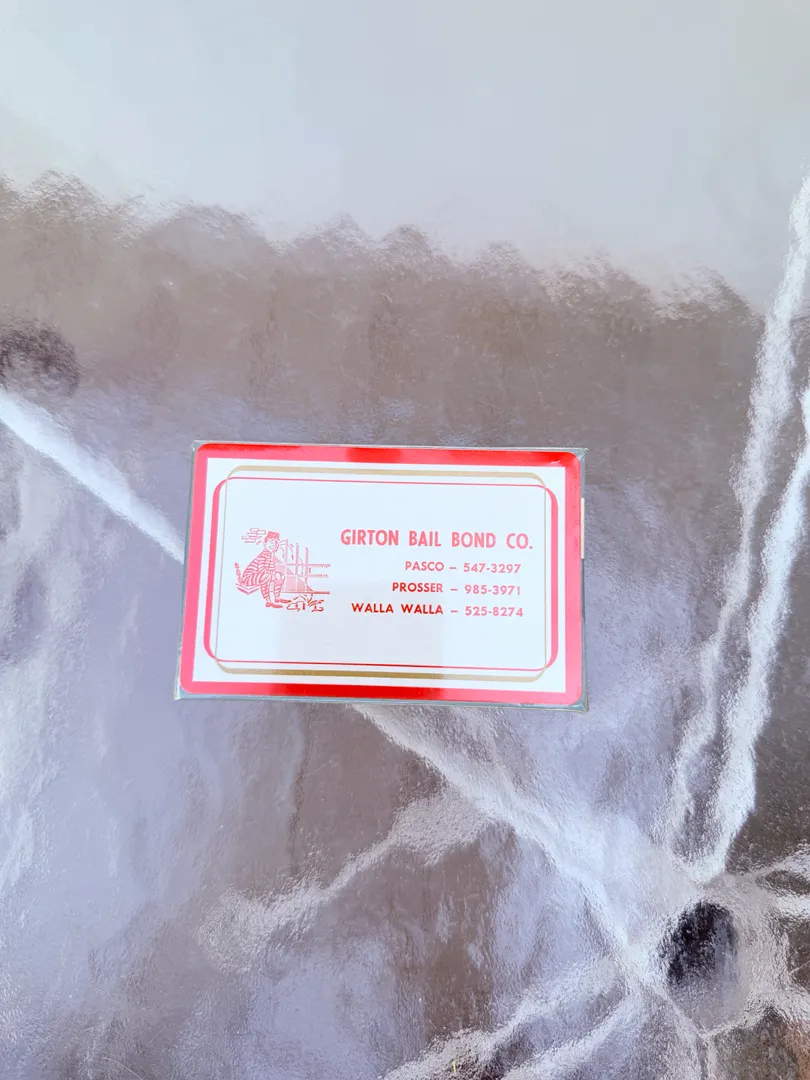 GIRTON BAIL BOND CO.
PASCO – 547-3297
PROSSER – 985-3971
WALLA WALLA – 525-8274